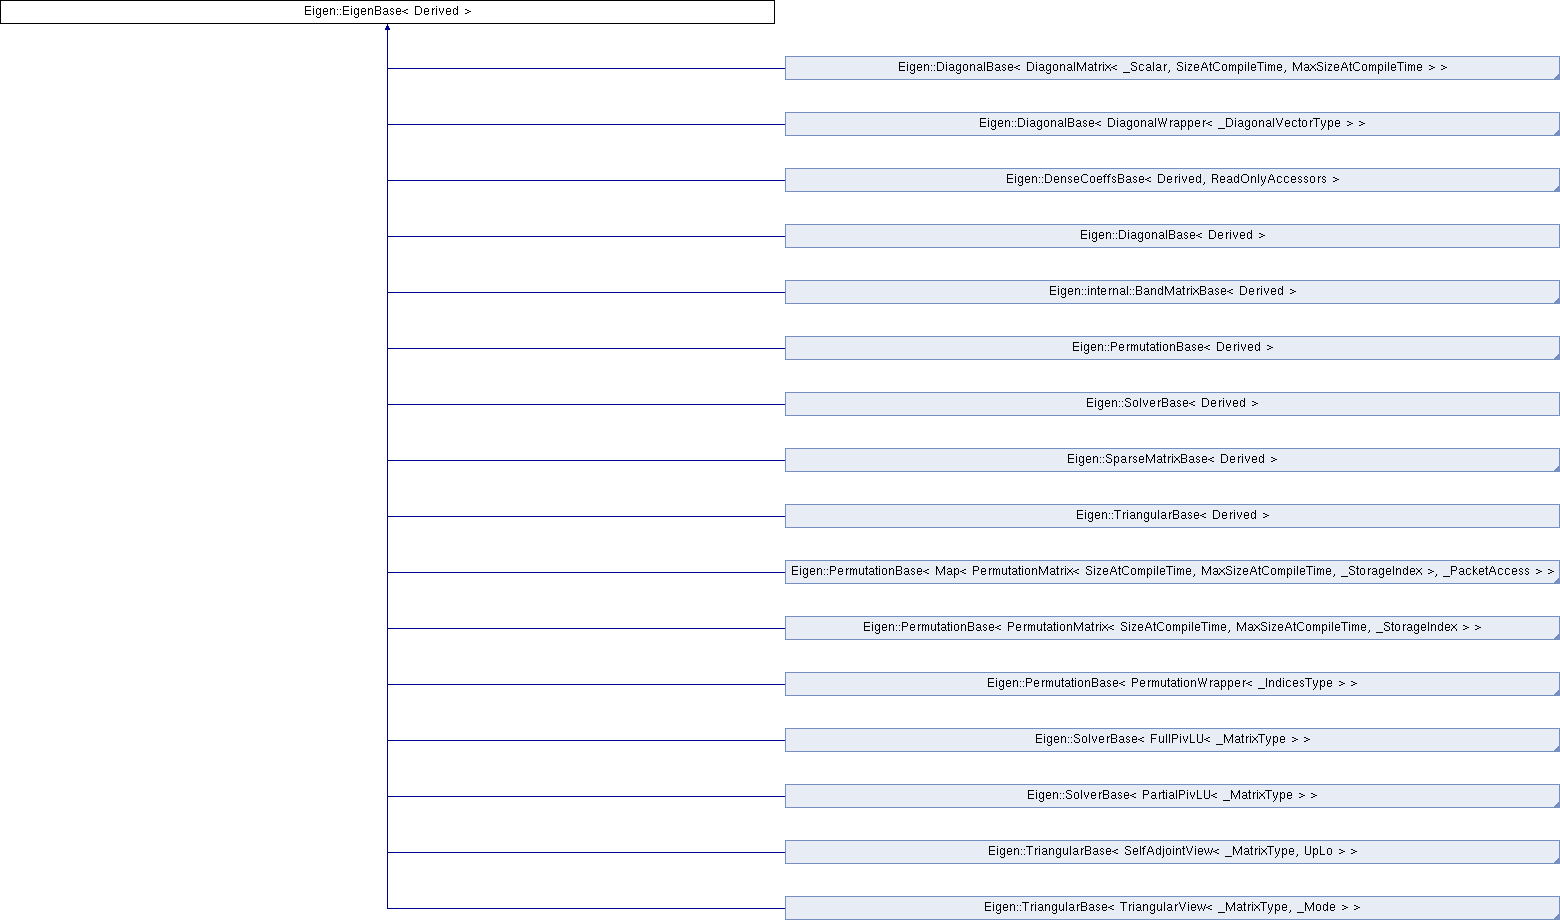 Eigen::EigenBase< Derived >
Eigen::DiagonalBase< DiagonalMatrix< _Scalar, SizeAtCompileTime, MaxSizeAtCompileTime > >
Eigen::DiagonalBase< DiagonalWrapper< _DiagonalVectorType > >
Eigen::DenseCoeffsBase< Derived, ReadOnlyAccessors >
Eigen::DiagonalBase< Derived >
Eigen::internal::BandMatrixBase< Derived >
Eigen::PermutationBase< Derived >
Eigen::SolverBase< Derived >
Eigen::SparseMatrixBase< Derived >
Eigen::TriangularBase< Derived >
Eigen::PermutationBase< Map< PermutationMatrix< SizeAtCompileTime, MaxSizeAtCompileTime, _StorageIndex >, _PacketAccess > >
Eigen::PermutationBase< PermutationMatrix< SizeAtCompileTime, MaxSizeAtCompileTime, _StorageIndex > >
Eigen::PermutationBase< PermutationWrapper< _IndicesType > >
Eigen::SolverBase< FullPivLU< _MatrixType > >
Eigen::SolverBase< PartialPivLU< _MatrixType > >
Eigen::TriangularBase< SelfAdjointView< _MatrixType, UpLo > >
Eigen::TriangularBase< TriangularView< _MatrixType, _Mode > >